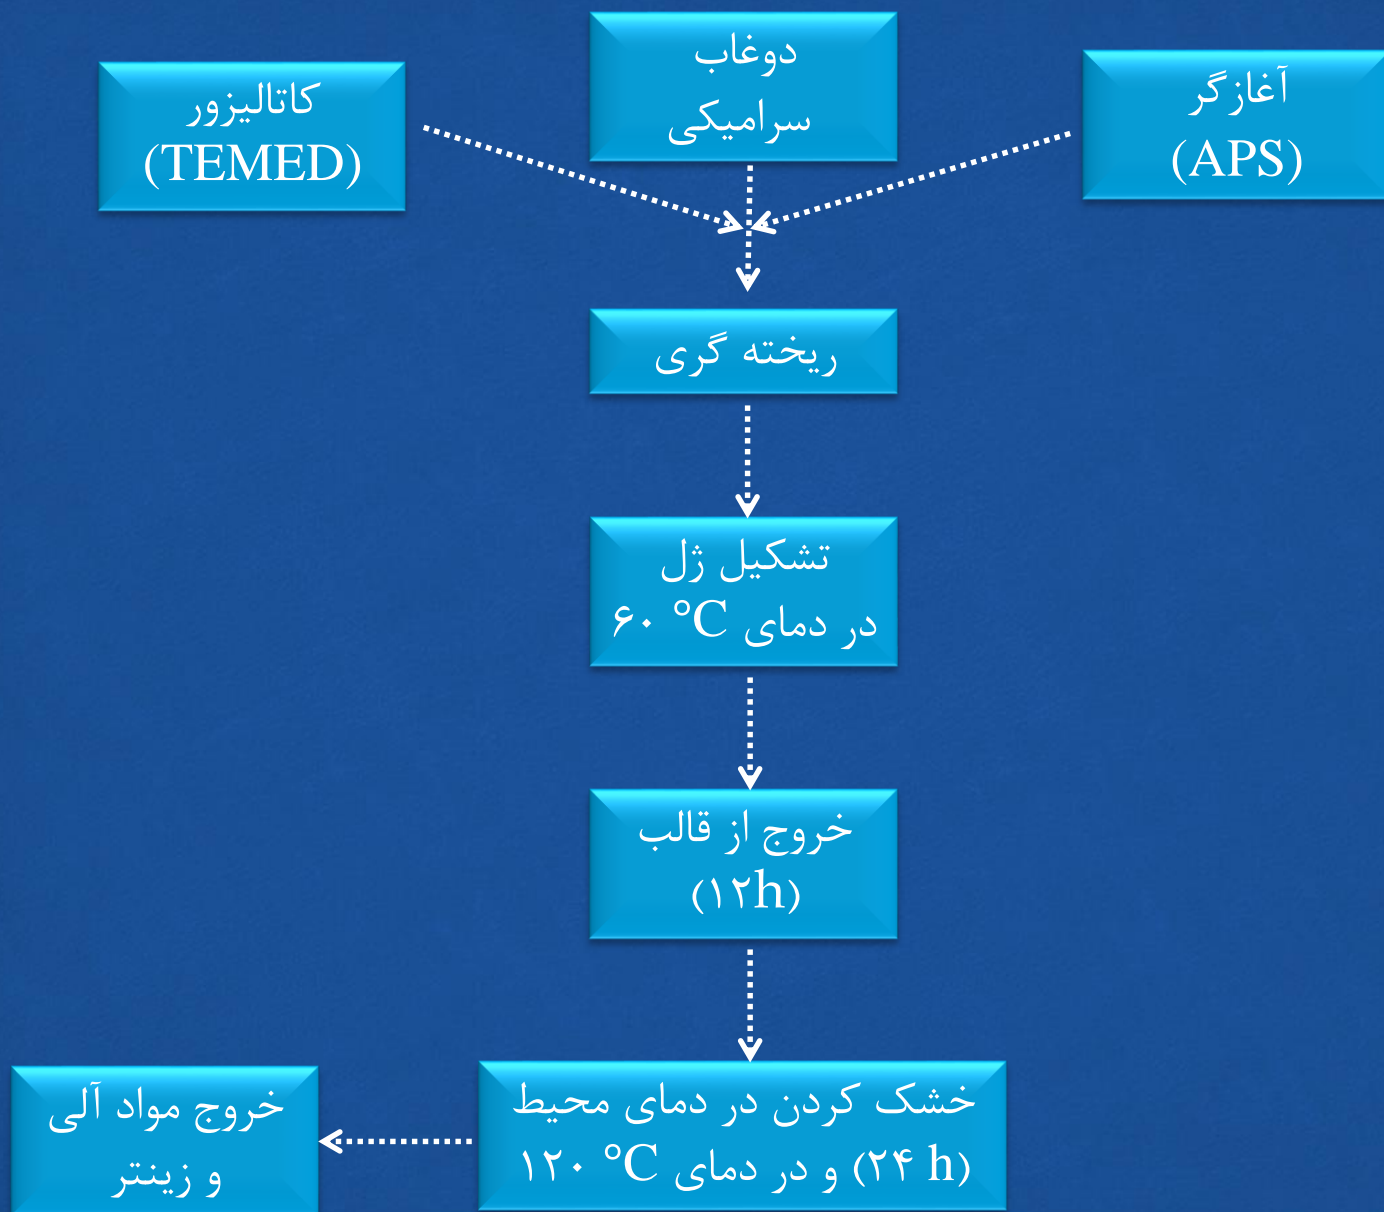 دوغاب
سرامیکی
آغازگر
(APS)
کاتالیزور
(TEMED)
ریخته گری
تشکیل ژل
در دمای ۶۰ °C
خروج از قالب
(۱۲h)
خشک کردن در دمای محیط
(۲۴ h) و در دمای ۱۲۰ °C
خروج مواد آلی
و زینتر